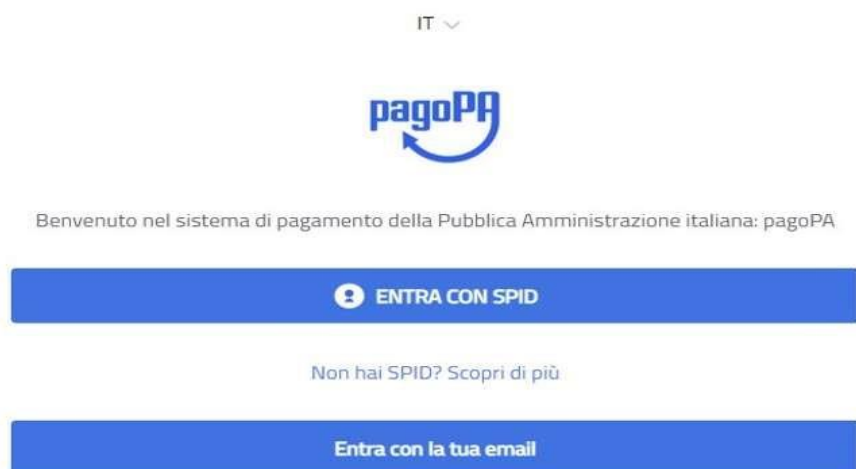 IT
pagoPA
Benvenuto nel sistema di pagamento della Pubblica Amministrazione italiana: pagoPA
ENTRA CON SPID
Non hai SPID? Scopri di più
Entra con la tua email